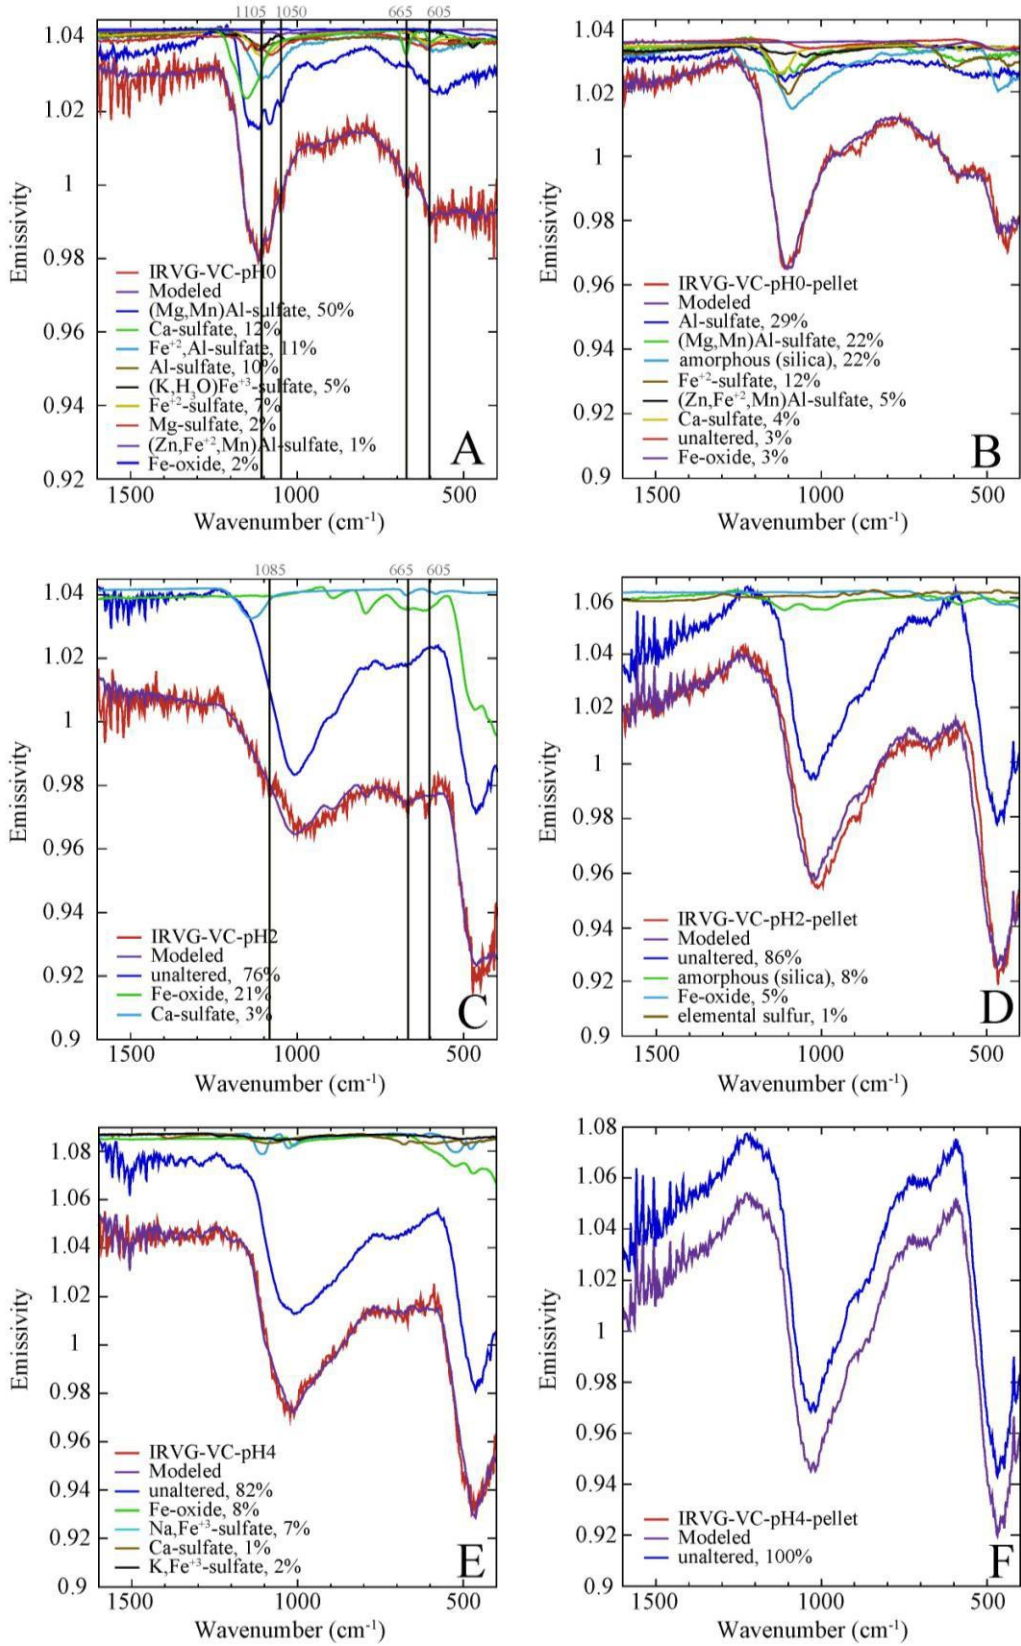 1105 1050 665 605
1.04
1.02
1
0.98
0.96
0.94
0.92
Emissivity
IRVG-VC-pH0
Modeled
(Mg,Mn)Al-sulfate, 50%
Ca-sulfate, 12%
Fe+2,Al-sulfate, 11%
Al-sulfate, 10%
(K,H3O)Fe+3-sulfate, 5%
Fe+2-sulfate, 7%
Mg-sulfate, 2%
(Zn,Fe+2,Mn)Al-sulfate, 1%
Fe-oxide, 2%
A
1500 1000 500
Wavenumber (cm-1)
1.04
1.02
1
0.98
0.96
0.94
0.92
0.9
Emissivity
IRVG-VC-pH0-pellet
Modeled
Al-sulfate, 29%
(Mg,Mn)Al-sulfate, 22%
amorphous (silica), 22%
Fe+2-sulfate, 12%
(Zn,Fe+2,Mn)Al-sulfate, 5%
Ca-sulfate, 4%
unaltered, 3%
Fe-oxide, 3%
B
1500 1000 500
Wavenumber (cm-1)
1085 665 605
1.04
1.02
1
0.98
0.96
0.94
0.92
0.9
Emissivity
IRVG-VC-pH2
Modeled
unaltered, 76%
Fe-oxide, 21%
Ca-sulfate, 3%
C
1500 1000 500
Wavenumber (cm-1)
1.06
1.04
1.02
1
0.98
0.96
0.94
0.92
0.9
Emissivity
IRVG-VC-pH2-pellet
Modeled
unaltered, 86%
amorphous (silica), 8%
Fe-oxide, 5%
elemental sulfur, 1%
D
1500 1000 500
Wavenumber (cm-1)
1.08
1.06
1.04
1.02
1
0.98
0.96
0.94
0.92
0.9
Emissivity
IRVG-VC-pH4
Modeled
unaltered, 82%
Fe-oxide, 8%
Na,Fe+3-sulfate, 7%
Ca-sulfate, 1%
K,Fe+3-sulfate, 2%
E
1500 1000 500
Wavenumber (cm-1)
1.08
1.06
1.04
1.02
1
0.98
0.96
0.94
0.92
0.9
Emissivity
IRVG-VC-pH4-pellet
Modeled
unaltered, 100%
F
1500 1000 500
Wavenumber (cm-1)